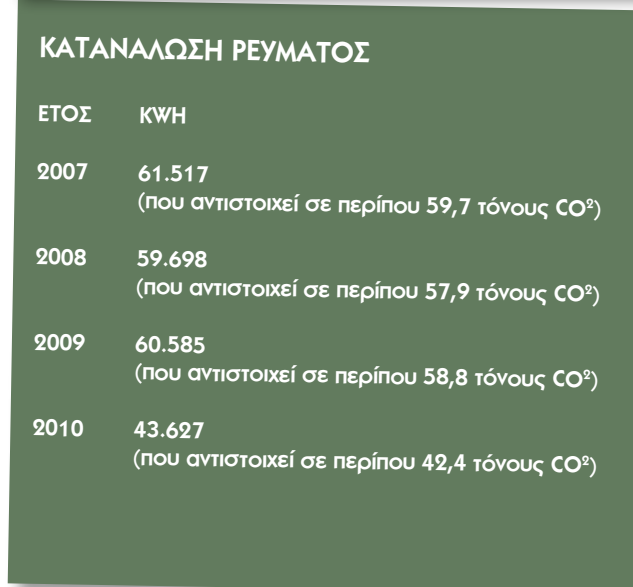 ΚΑΤΑΝΑΛΩΣΗ ΡΕΥΜΑΤΟΣ
ΕΤΟΣ KWH
2007 61.517
(που αντιστοιχεί σε περίπου 59,7 τόνους CO²)
2008 59.698
(που αντιστοιχεί σε περίπου 57,9 τόνους CO²)
2009 60.585
(που αντιστοιχεί σε περίπου 58,8 τόνους CO²)
2010 43.627
(που αντιστοιχεί σε περίπου 42,4 τόνους CO²)